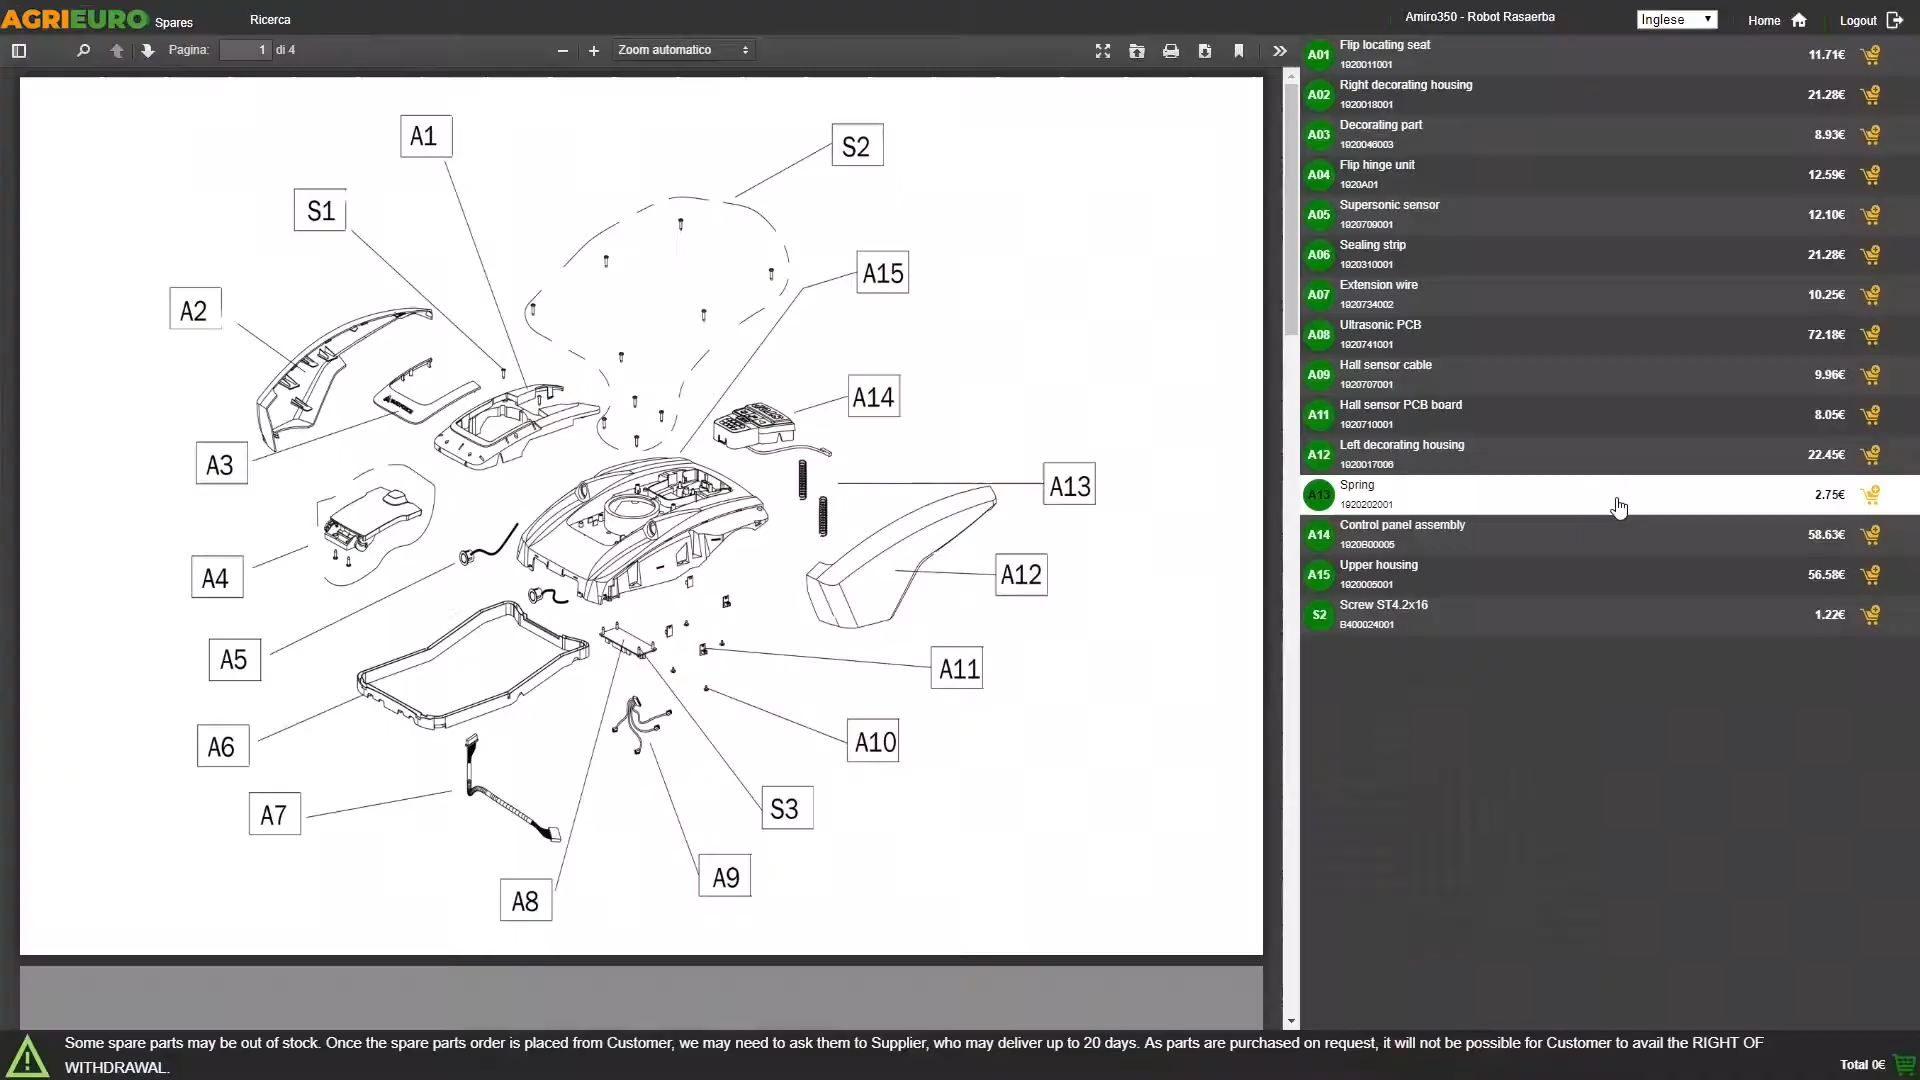 AGRIEURO Spares
Ricerca
Amiro350 - Robot Rasaerba
Inglese
Home
Logout
Pagina:
1
di 4
Zoom automatico
A1
S2
S1
A15
A2
A14
A3
A13
A4
A12
A5
A11
A6
A10
A7
S3
A9
A8
A01
Flip locating seat
1920011001
11.71€
A02
Right decorating housing
1920018001
21.28€
A03
Decorating part
1920046003
8.93€
A04
Flip hinge unit
1920A01
12.59€
A05
Supersonic sensor
1920709001
12.10€
A06
Sealing strip
1920310001
21.28€
A07
Extension wire
1920734002
10.25€
A08
Ultrasonic PCB
1920741001
72.18€
A09
Hall sensor cable
1920707001
9.96€
A11
Hall sensor PCB board
1920710001
8.05€
A12
Left decorating housing
1920017006
22.45€
A13
Spring
1920202001
2.75€
A14
Control panel assembly
1920B00005
58.63€
A15
Upper housing
1920005001
56.58€
S2
Screw ST4.2x16
B400024001
1.22€
Some spare parts may be out of stock. Once the spare parts order is placed from Customer, we may need to ask them to Supplier, who may deliver up to 20 days. As parts are purchased on request, it will not be possible for Customer to avail the RIGHT OF
WITHDRAWAL.
Total 0€